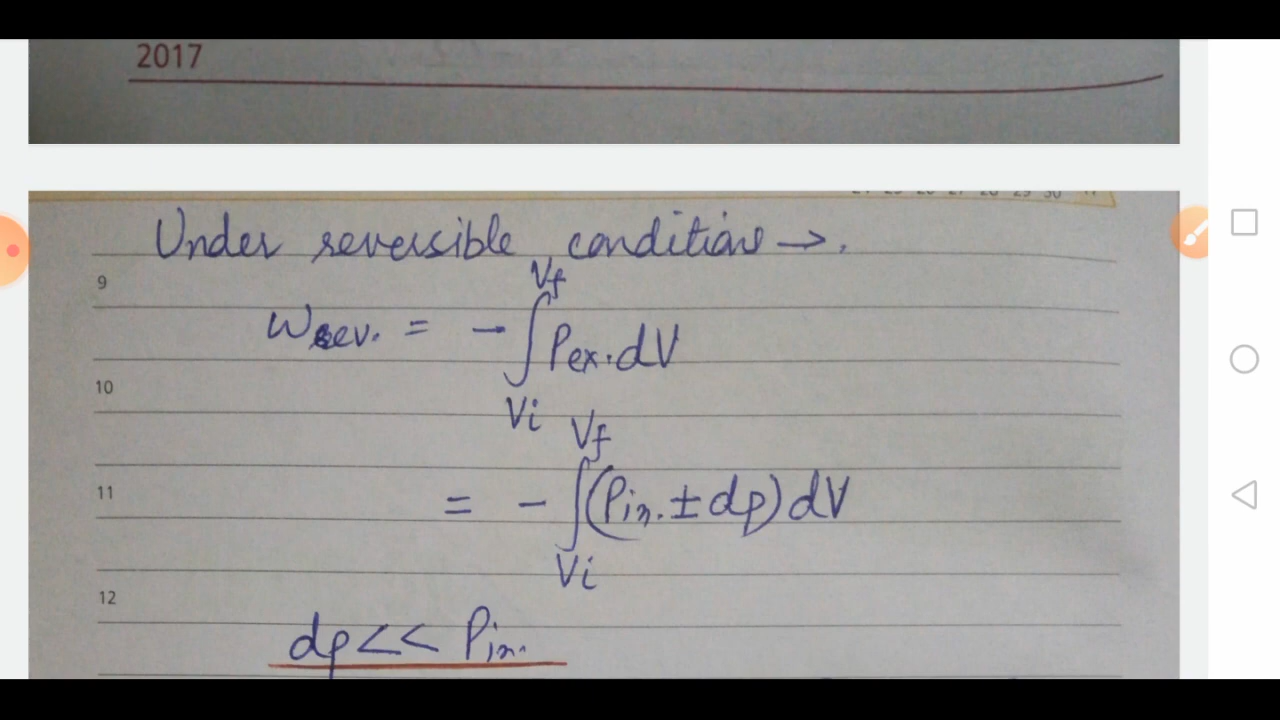 2017
Under reversible conditions →.
9
Wrev. = - ∫ Vf Vi Pex. dV
10
11
= - ∫ Vf Vi (Pin. ± dp) dV
12
dp << Pin.